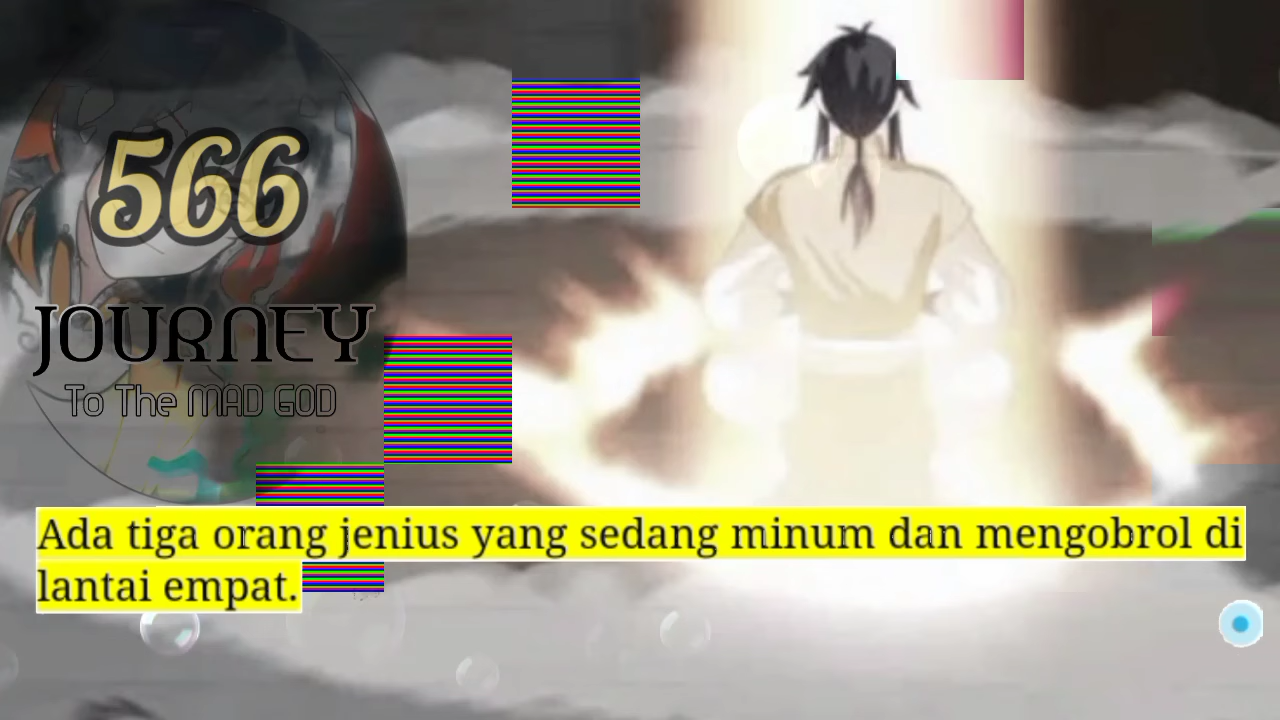 566
JOURNEY
To The MAD GOD
Ada tiga orang jenius yang sedang minum dan mengobrol di
lantai empat.